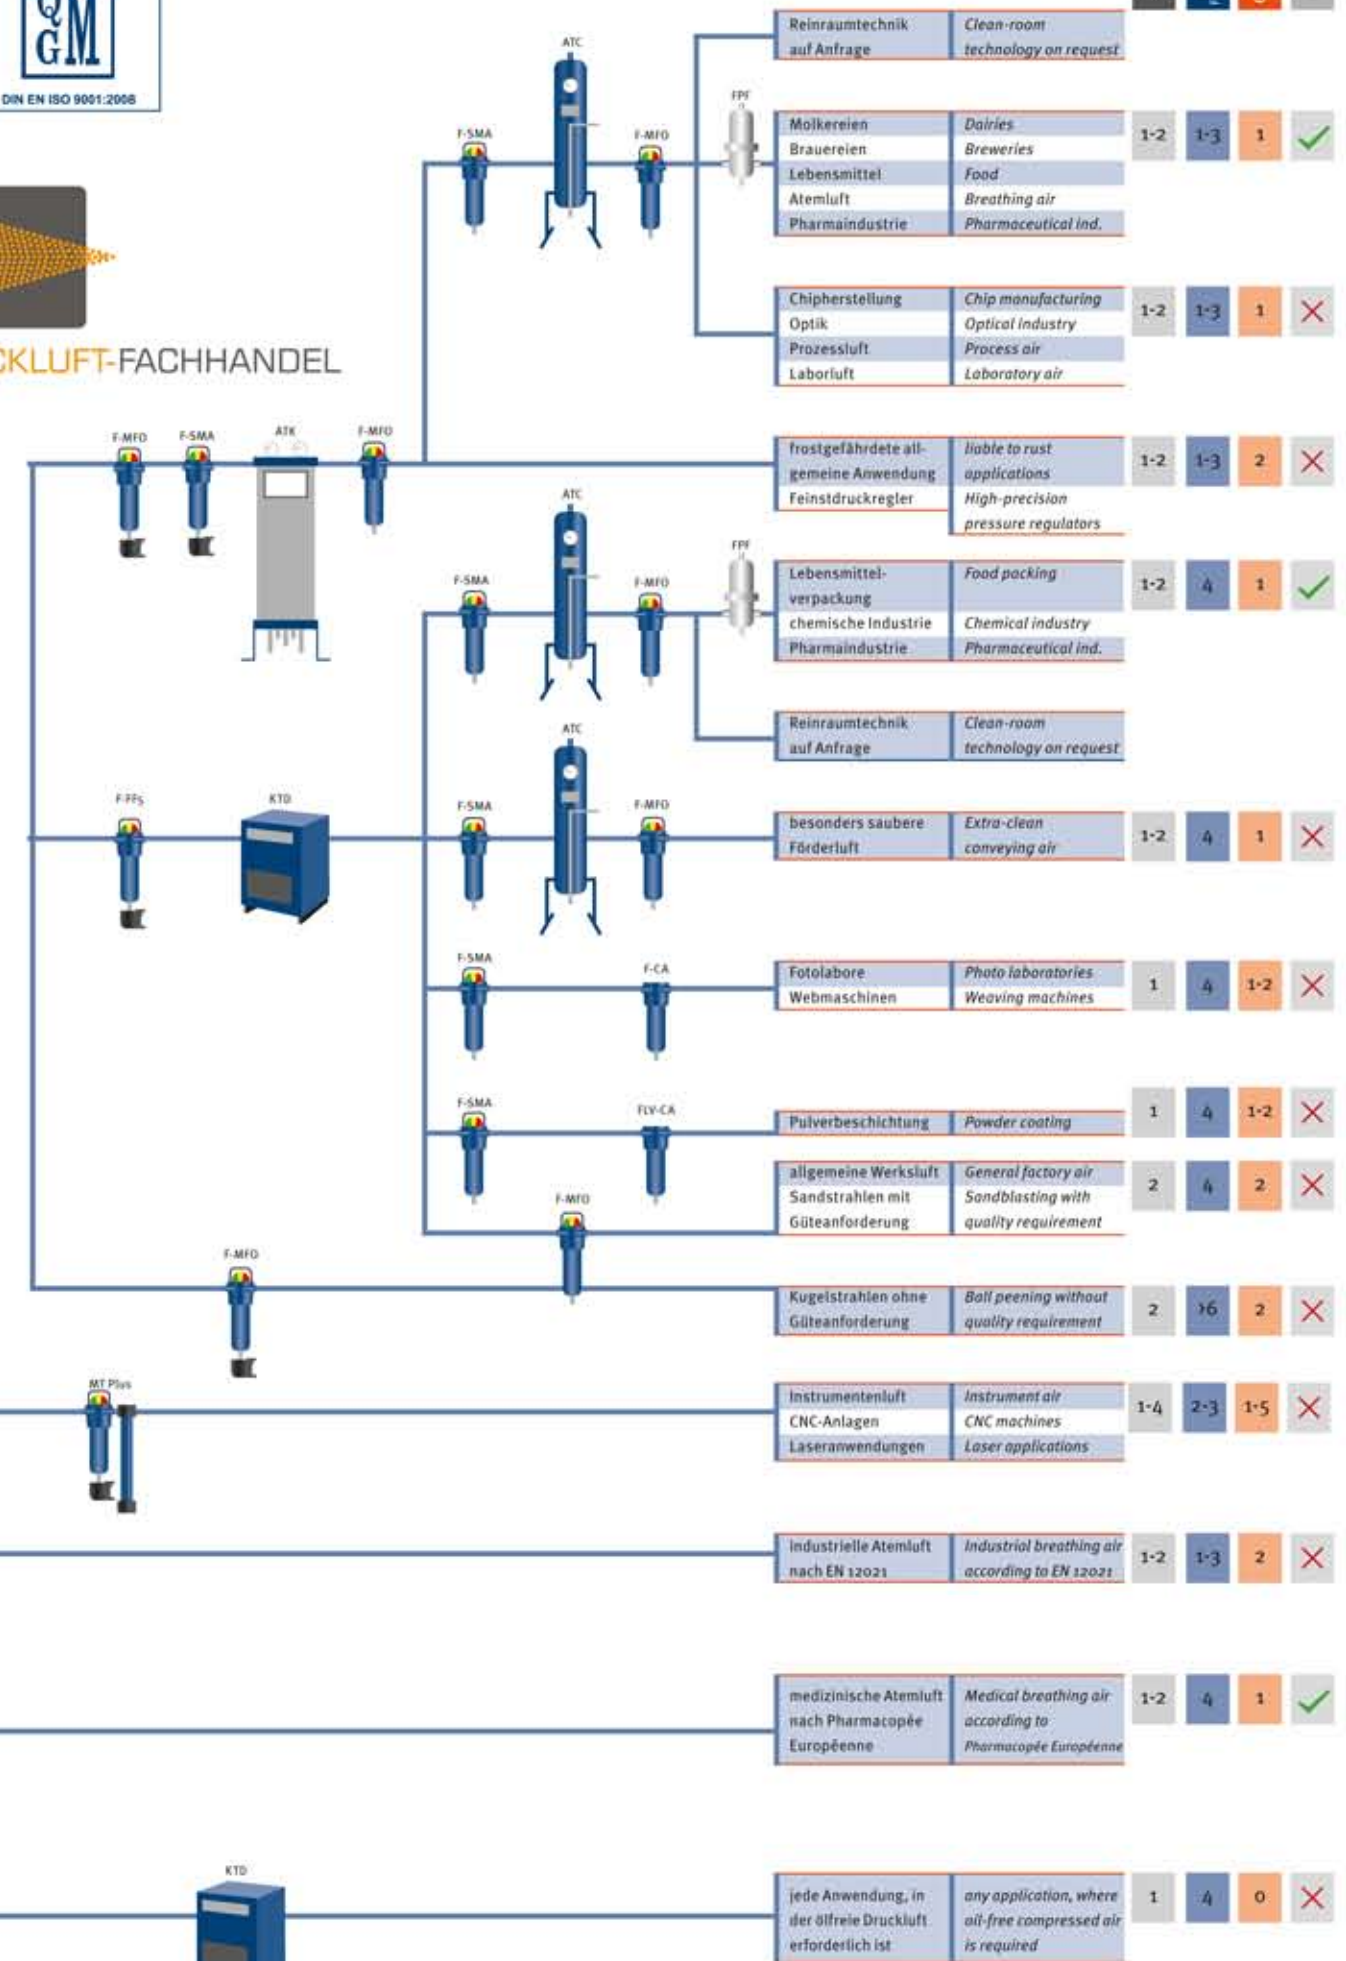 QM
G
DIN EN ISO 9001:2008
CKLUFT-FACHHANDEL
ATC
F-SMA
F-MFO
FPF
Reinraumtechnik
auf Anfrage
Clean-room
technology on request
Molkereien
Brauereien
Lebensmittel
Atemluft
Pharmaindustrie
Dairies
Breweries
Food
Breathing air
Pharmaceutical ind.
1-2
1-3
1
Chipherstellung
Optik
Prozessluft
Laborluft
Chip manufacturing
Optical industry
Process air
Laboratory air
1-2
1-3
1
F-MFO
F-SMA
ATK
F-MFO
frostgefährdete all-
gemeine Anwendung
Feinstdruckregler
liable to rust
applications
High-precision
pressure regulators
1-2
1-3
2
F-SMA
ATC
F-MFO
FPF
Lebensmittel-
verpackung
chemische Industrie
Pharmaindustrie
Food packing
Chemical industry
Pharmaceutical ind.
1-2
4
1
Reinraumtechnik
auf Anfrage
Clean-room
technology on request
F-FF5
KTD
F-SMA
ATC
F-MFO
besonders saubere
Förderluft
Extra-clean
conveying air
1-2
4
1
F-SMA
F-CA
Fotolabore
Webmaschinen
Photo laboratories
Weaving machines
1
4
1-2
F-SMA
FLV-CA
Pulverbeschichtung
Powder coating
1
4
1-2
F-MFO
allgemeine Werksluft
Sandstrahlen mit
Güteanforderung
General factory air
Sandblasting with
quality requirement
2
4
2
F-MFO
Kugelstrahlen ohne
Güteanforderung
Ball peening without
quality requirement
2
>6
2
MT Plus
Instrumentenluft
CNC-Anlagen
Laseranwendungen
Instrument air
CNC machines
Laser applications
1-4
2-3
1-5
industrielle Atemluft
nach EN 12021
Industrial breathing air
according to EN 12021
1-2
1-3
2
medizinische Atemluft
nach Pharmacopée
Européenne
Medical breathing air
according to
Pharmacopée Européenne
1-2
4
1
KTD
jede Anwendung, in
der ölfreie Druckluft
erforderlich ist
any application, where
oil-free compressed air
is required
1
4
0